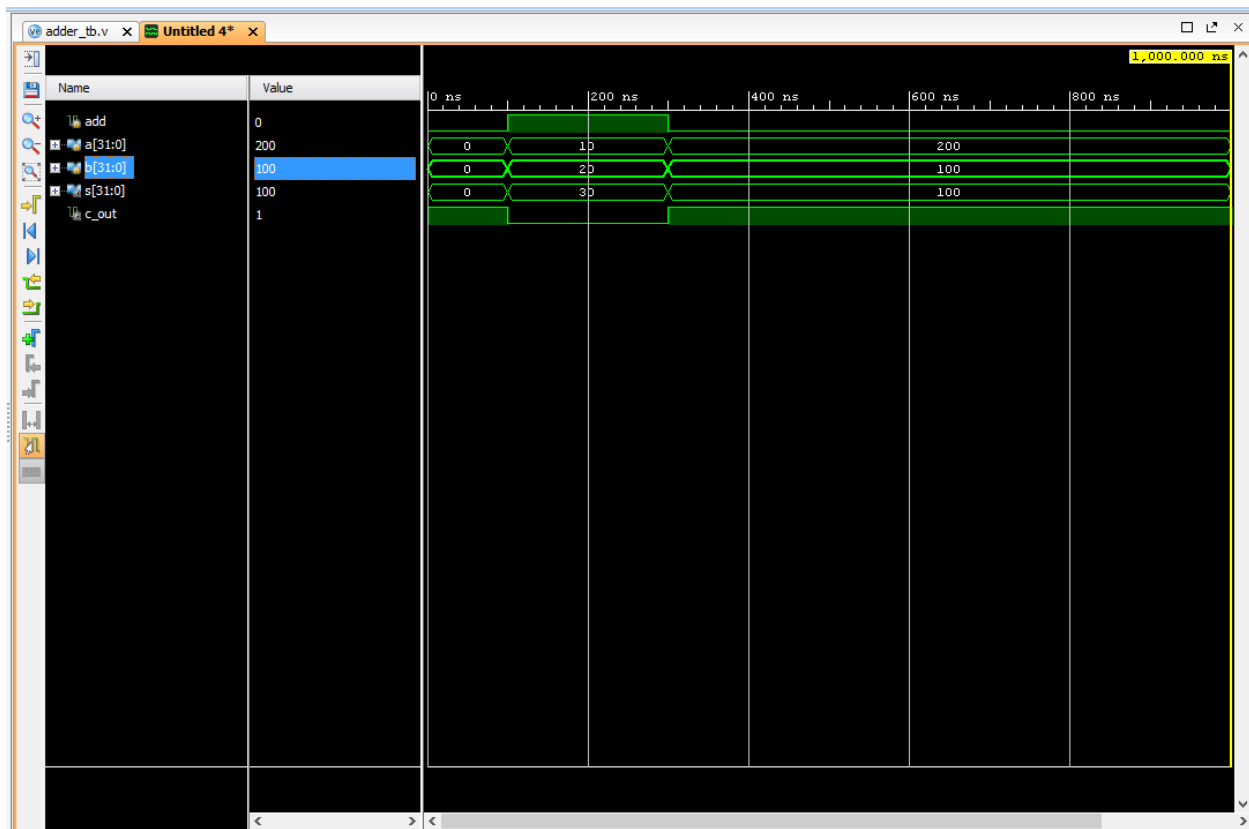 adder_tb.v Untitled 4*
1,000.000 ns
Name Value
0 ns 200 ns 400 ns 600 ns 800 ns
add 0
a[31:0] 200 0 10 200
b[31:0] 100 0 20 100
s[31:0] 100 0 30 100
c_out 1